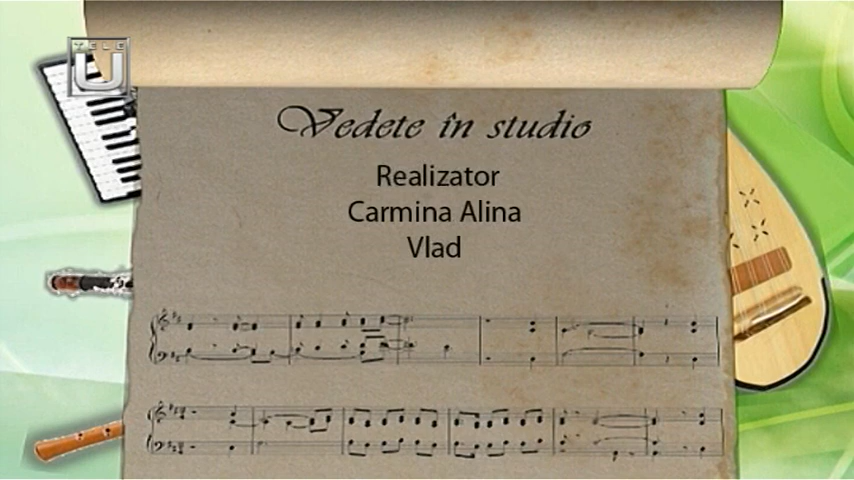 TELE
U
Vedete în studio
Realizator
Carmina Alina
Vlad